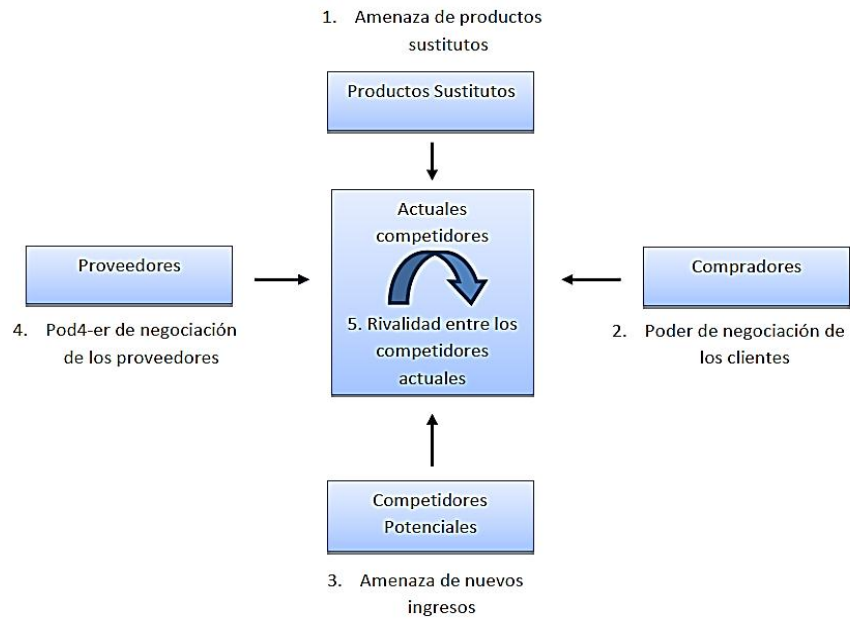 1. Amenaza de productos
sustitutos
Productos Sustitutos
Actuales
competidores
Proveedores
Compradores
4. Pod4-er de negociación
de los proveedores
5. Rivalidad entre los
competidores
actuales
2. Poder de negociación de
los clientes
Competidores
Potenciales
3. Amenaza de nuevos
ingresos